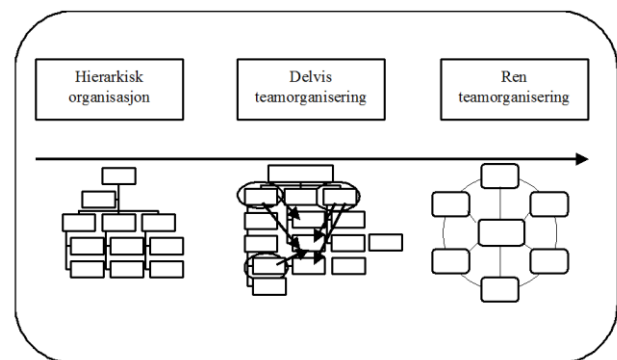 Hierarkisk
organisasjon
Delvis
teamorganisering
Ren
teamorganisering